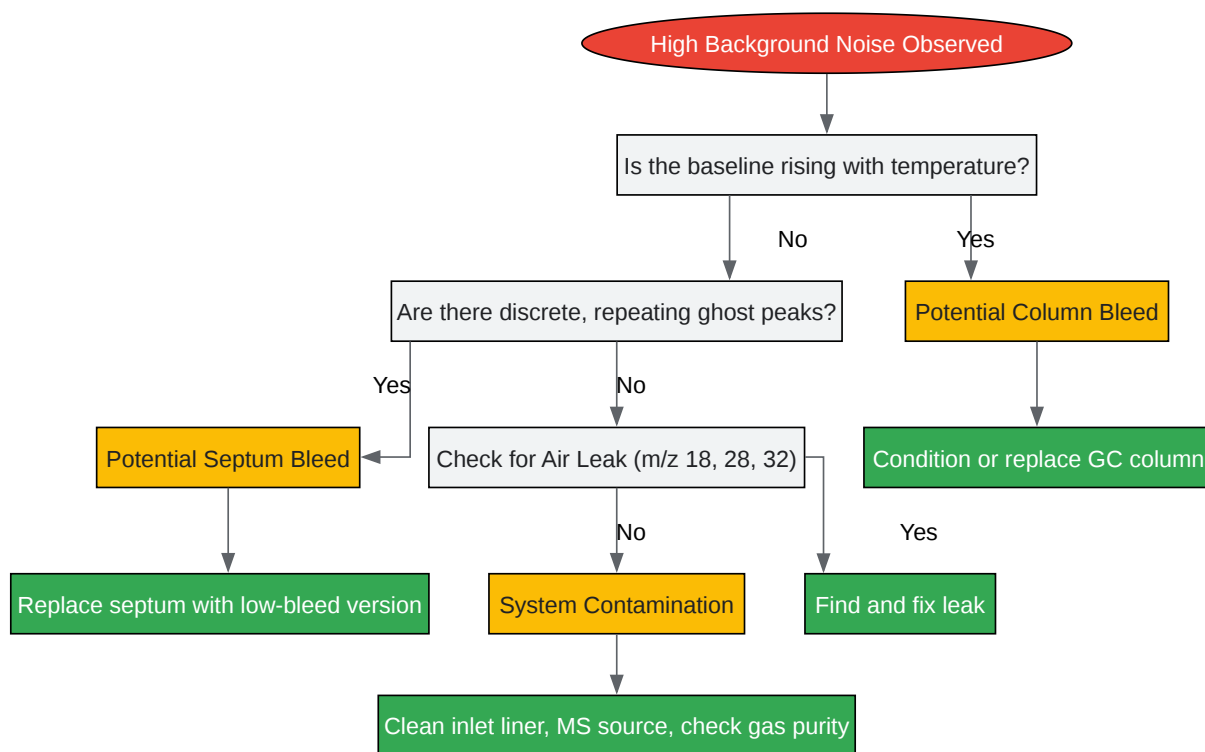 High Background Noise Observed
Is the baseline rising with temperature?
No
Yes
Are there discrete, repeating ghost peaks?
Potential Column Bleed
Yes
No
Potential Septum Bleed
Check for Air Leak (m/z 18, 28, 32)
Condition or replace GC column
No
Yes
Replace septum with low-bleed version
System Contamination
Find and fix leak
Clean inlet liner, MS source, check gas purity